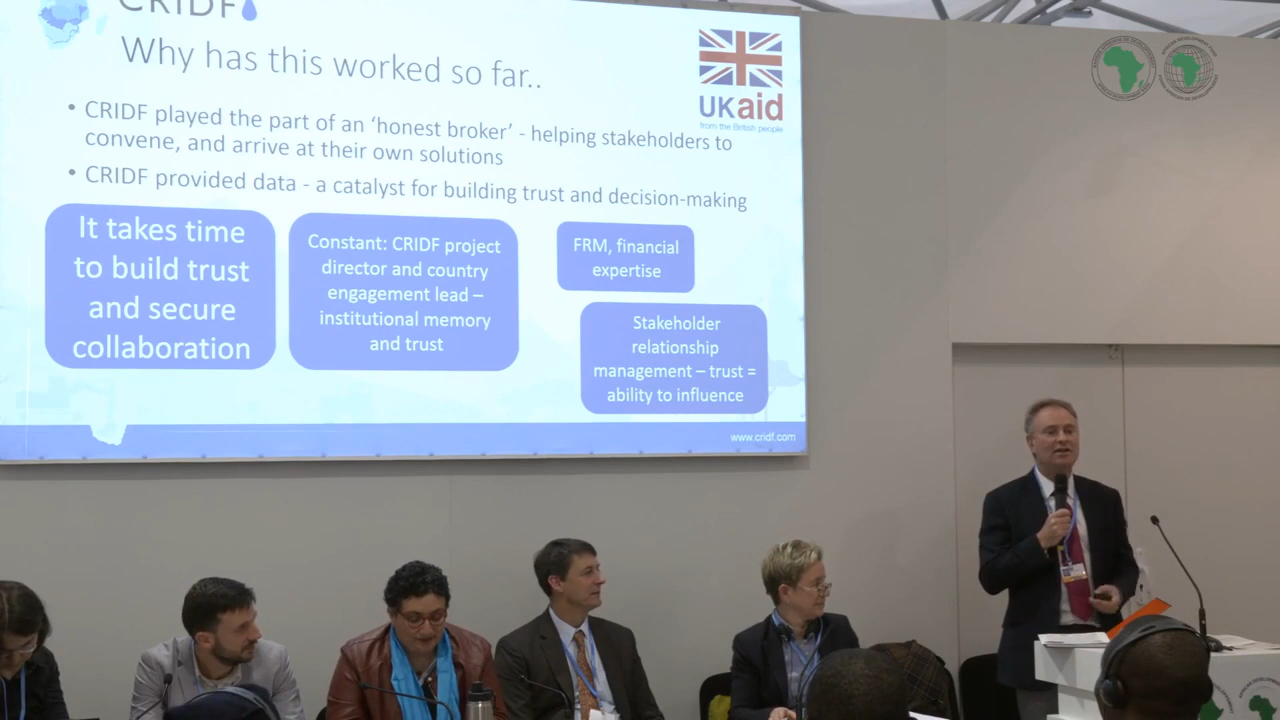 CRIDF
Why has this worked so far..
UKaid
from the British people
• CRIDF played the part of an ‘honest broker’ - helping stakeholders to
convene, and arrive at their own solutions
• CRIDF provided data - a catalyst for building trust and decision-making
It takes time
to build trust
and secure
collaboration
Constant: CRIDF project
director and country
engagement lead –
institutional memory
and trust
FRM, financial
expertise
Stakeholder
relationship
management – trust =
ability to influence
www.cridf.com